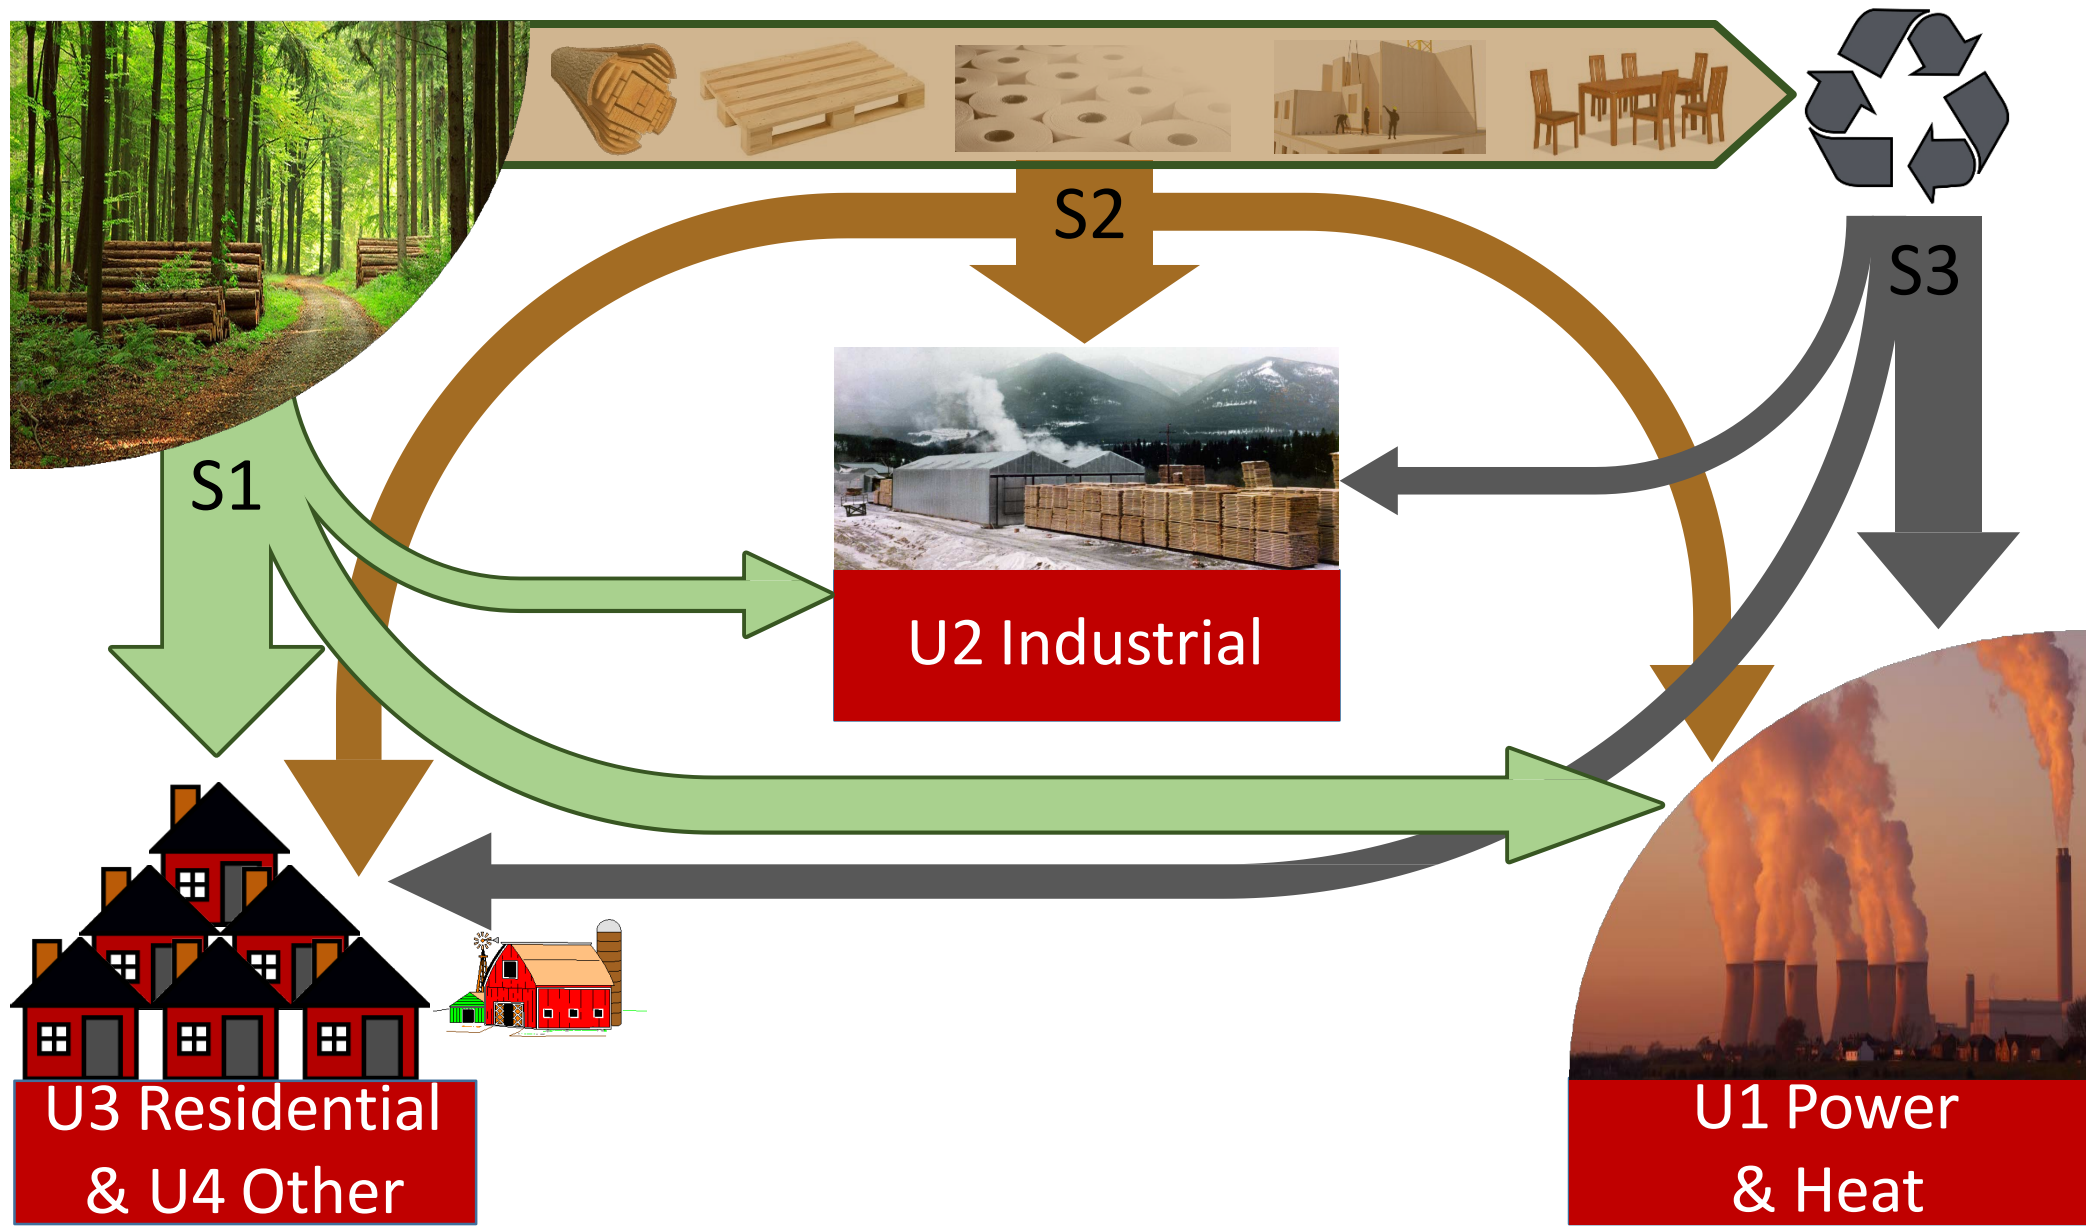 S2
S3
S1
U2 Industrial
U3 Residential
& U4 Other
U1 Power
& Heat